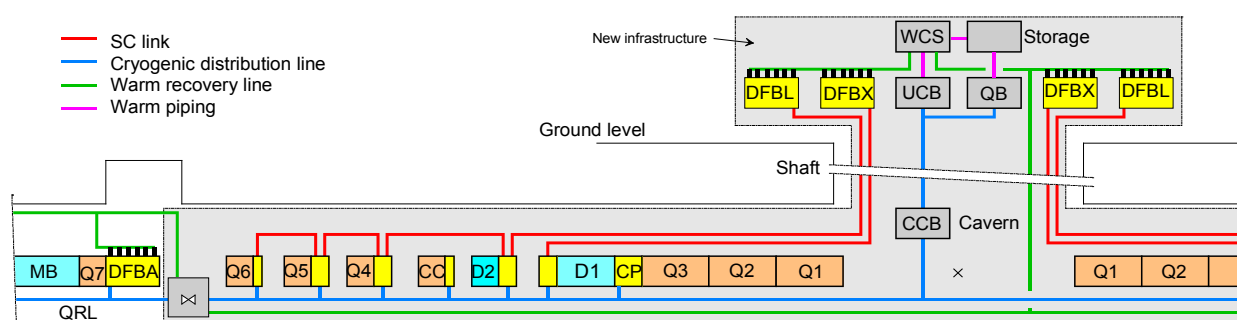 New infrastructure
WCS
Storage
SC link
Cryogenic distribution line
Warm recovery line
Warm piping
DFBL
DFBX
UCB
QB
DFBX
DFBL
Ground level
Shaft
CCB
Cavern
MB
Q7
DFBA
Q6
Q5
Q4
CC
D2
D1
CP
Q3
Q2
Q1
Q1
Q2
QRL